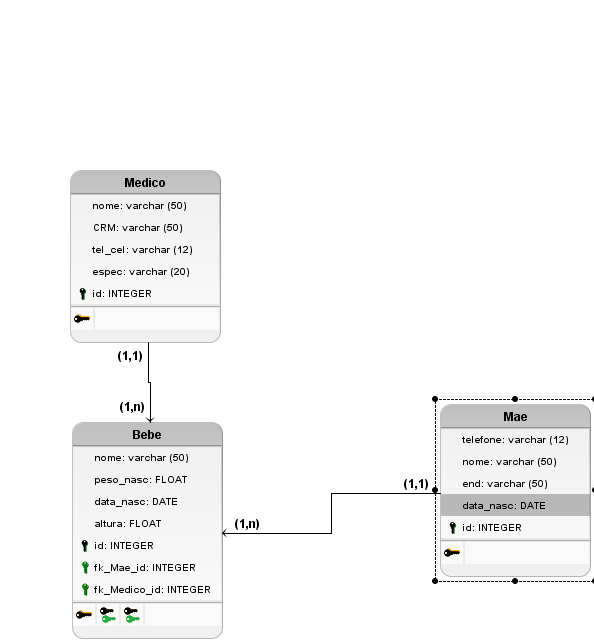 Medico
nome: varchar (50)
CRM: varchar (50)
tel_cel: varchar (12)
espec: varchar (20)
id: INTEGER
(1,1)
(1,n)
Bebe
nome: varchar (50)
peso_nasc: FLOAT
data_nasc: DATE
altura: FLOAT
id: INTEGER
fk_Mae_id: INTEGER
fk_Medico_id: INTEGER
(1,n)
(1,1)
Mae
telefone: varchar (12)
nome: varchar (50)
end: varchar (50)
data_nasc: DATE
id: INTEGER